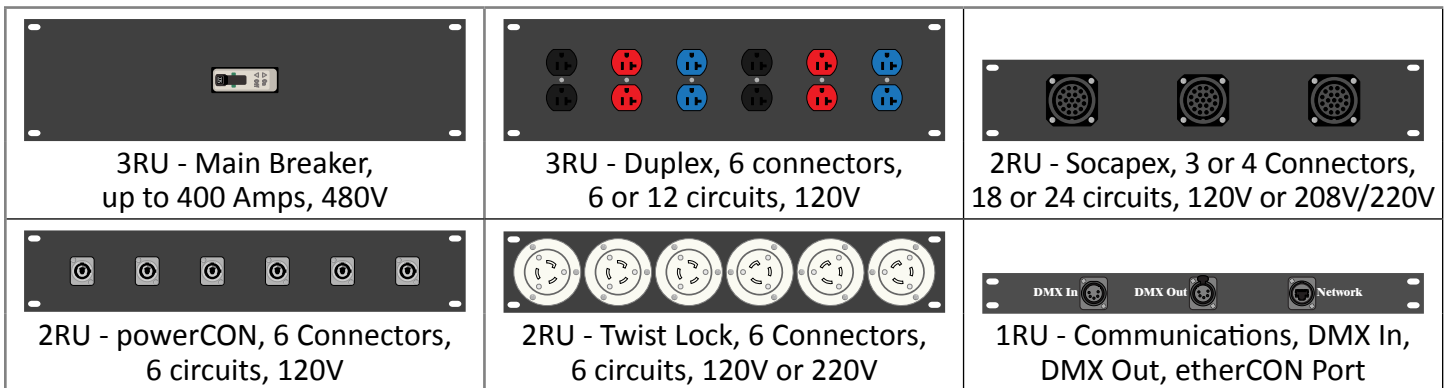 3RU - Main Breaker,
up to 400 Amps, 480V
3RU - Duplex, 6 connectors,
6 or 12 circuits, 120V
2RU - Socapex, 3 or 4 Connectors,
18 or 24 circuits, 120V or 208V/220V
2RU - powerCON, 6 Connectors,
6 circuits, 120V
2RU - Twist Lock, 6 Connectors,
6 circuits, 120V or 220V
DMX In
DMX Out
Network
1RU - Communications, DMX In,
DMX Out, etherCON Port